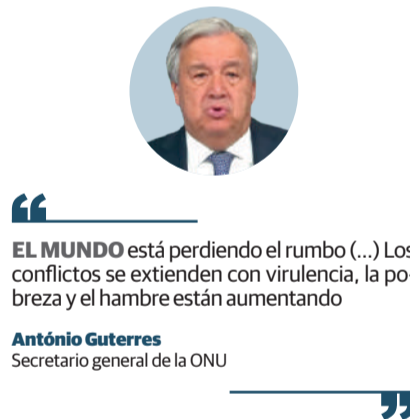 “
EL MUNDO está perdiendo el rumbo (...) Los
conflictos se extienden con virulencia, la po-
breza y el hambre están aumentando
António Guterres
Secretario general de la ONU
”